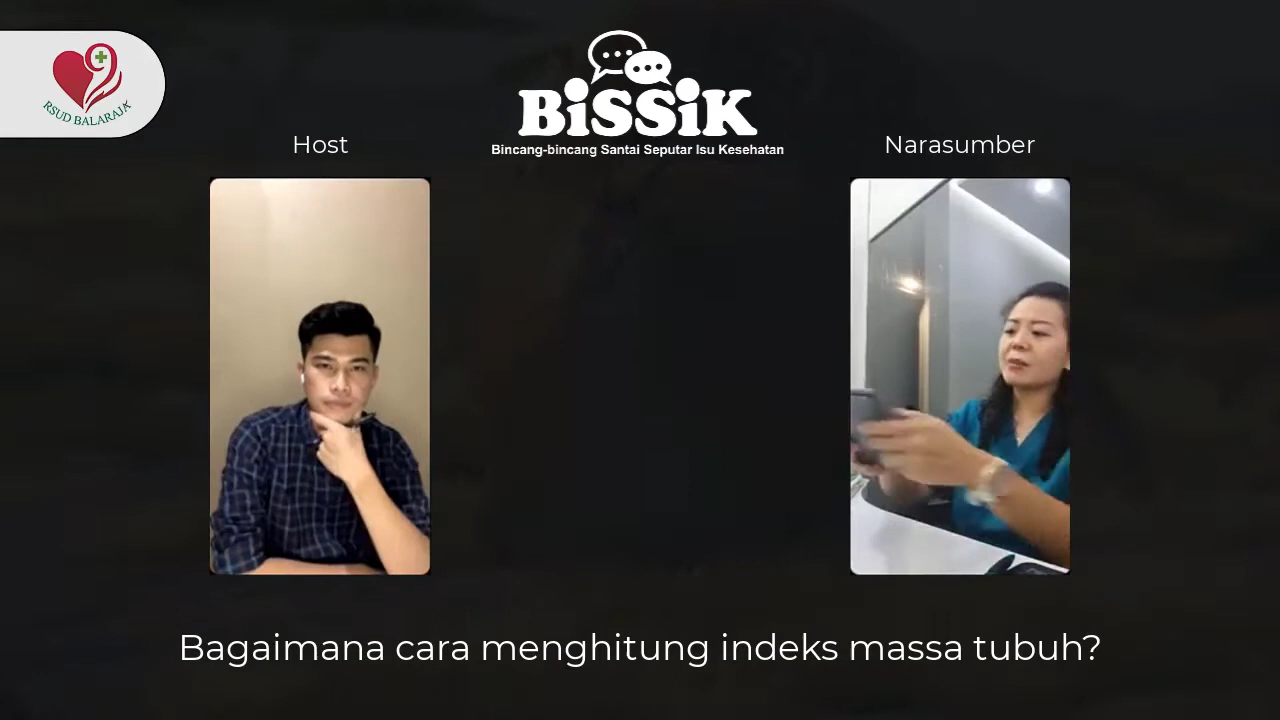 RSUD BALARAJA
BiSSiK
Bincang-bincang Santai Seputar Isu Kesehatan
Host
Narasumber
Bagaimana cara menghitung indeks massa tubuh?